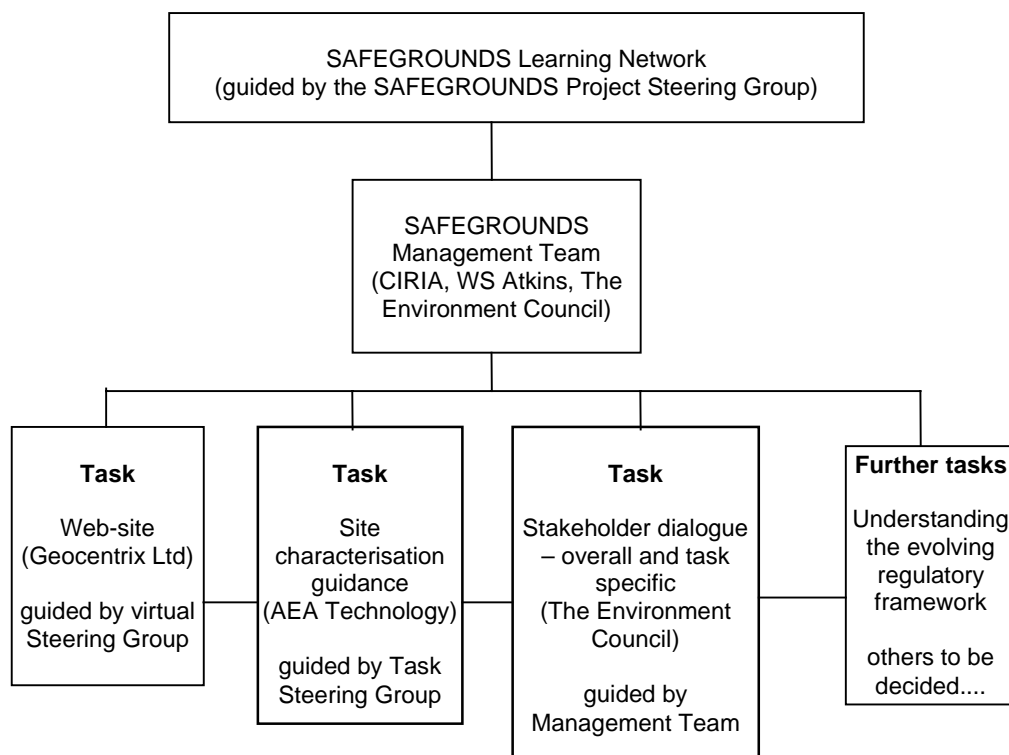 SAFEGROUNDS Learning Network
(guided by the SAFEGROUNDS Project Steering Group)
SAFEGROUNDS
Management Team
(CIRIA, WS Atkins, The
Environment Council)
Task
Web-site
(Geocentrix Ltd)
guided by virtual
Steering Group
Task
Site
characterisation
guidance
(AEA Technology)
guided by Task
Steering Group
Task
Stakeholder dialogue
– overall and task
specific
(The Environment
Council)
guided by
Management Team
Further tasks
Understanding
the evolving
regulatory
framework
others to be
decided....